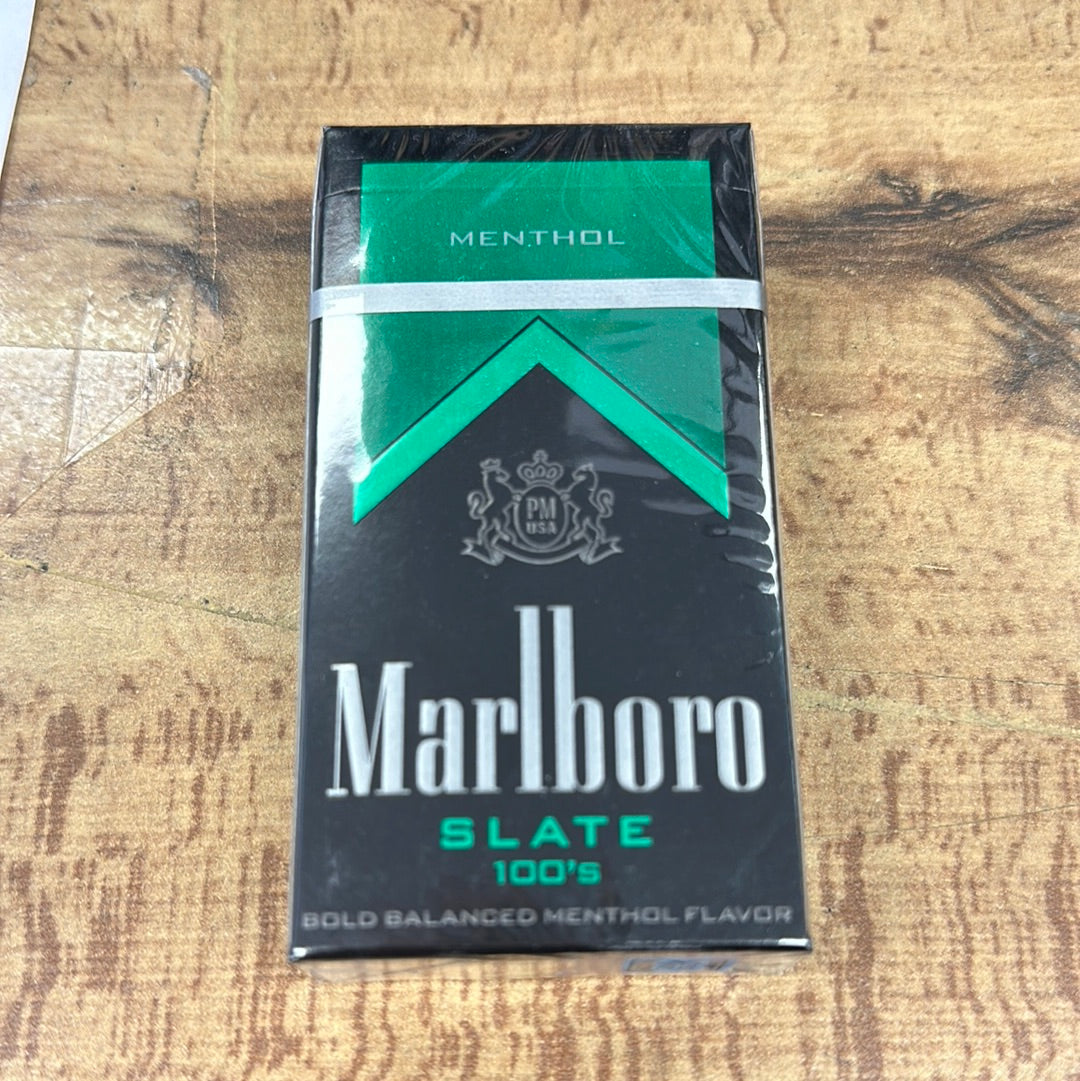 MENTHOL
PM
USA
Marlboro
SLATE
100's
BOLD BALANCED MENTHOL FLAVOR